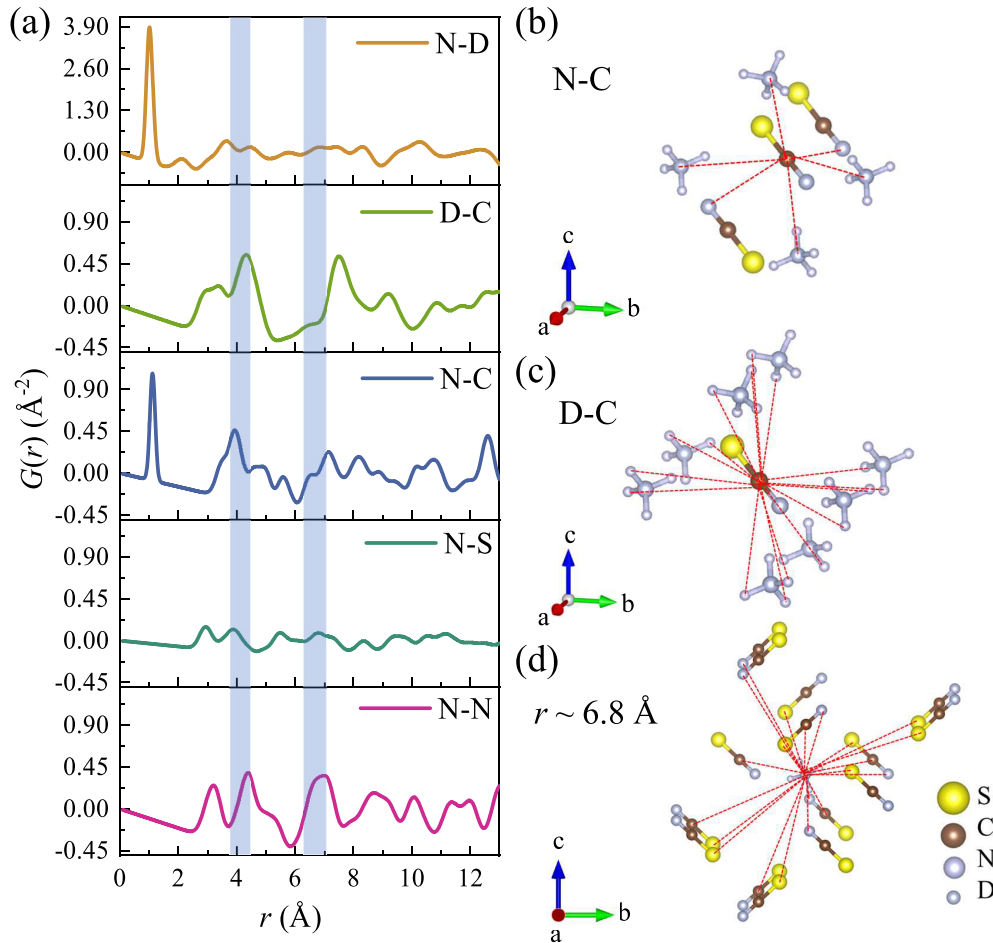 (a)
N-D
3.90
2.60
1.30
0.00
D-C
0.90
0.45
0.00
-0.45
N-C
0.90
0.45
0.00
-0.45
N-S
0.90
0.45
0.00
-0.45
N-N
0.90
0.45
0.00
-0.45
G(r) (Å⁻²)
0 2 4 6 8 10 12
r (Å)
(b)
N-C
c
b
a
(c)
D-C
c
b
a
(d)
r ~ 6.8 Å
c
b
a
S
C
N
D